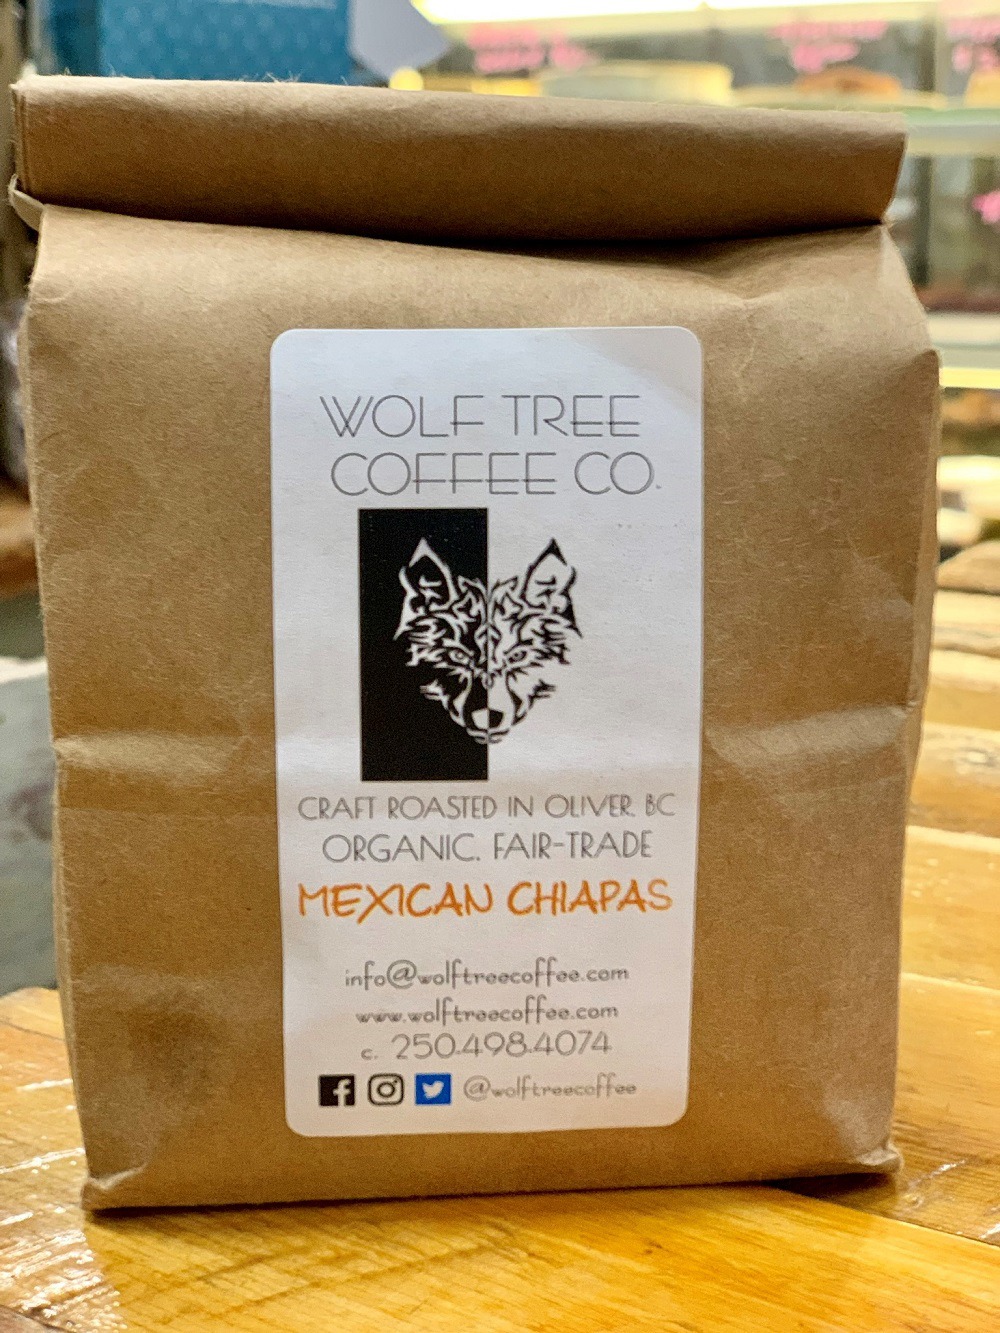 WOLF TREE
COFFEE CO.
CRAFT ROASTED IN OLIVER, BC
ORGANIC, FAIR-TRADE
MEXICAN CHIAPAS
info@wolftreecoffee.com
www.wolftreecoffee.com
c. 250.498.4074
@wolftreecoffee